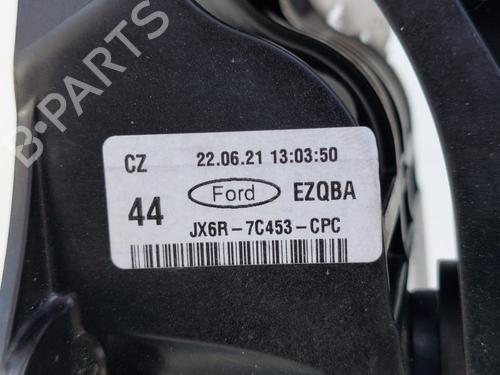 B-PARTS
CZ 22.06.21 13:03:50
44 Ford EZQBA
JX6R-7C453-CPC